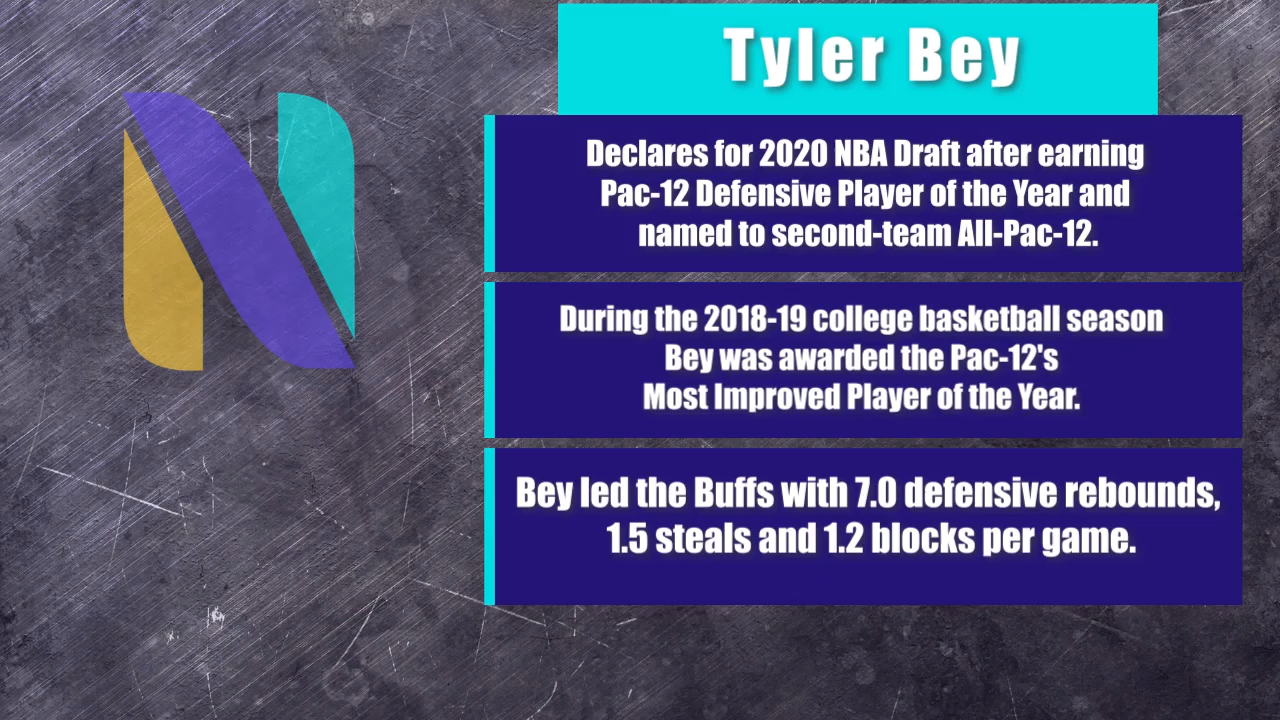 Tyler Bey
Declares for 2020 NBA Draft after earning
Pac-12 Defensive Player of the Year and
named to second-team All-Pac-12.
During the 2018-19 college basketball season
Bey was awarded the Pac-12's
Most Improved Player of the Year.
Bey led the Buffs with 7.0 defensive rebounds,
1.5 steals and 1.2 blocks per game.